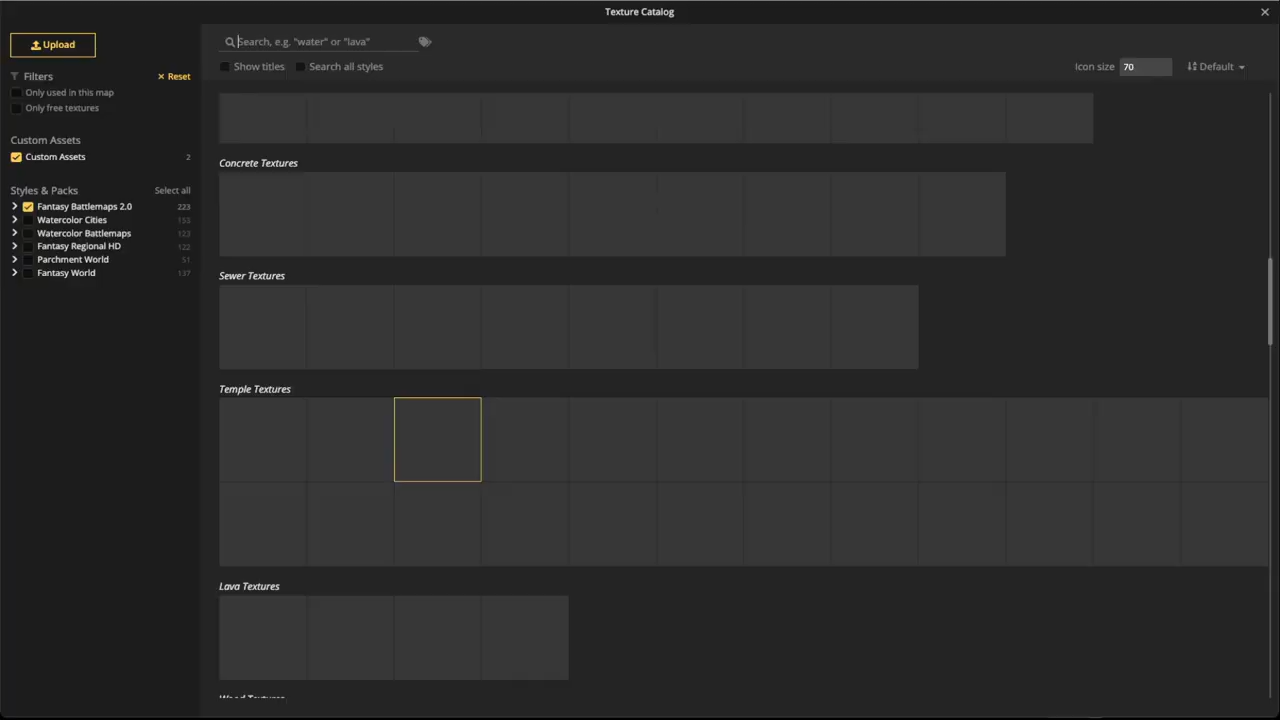 Texture Catalog
Upload
Search, e.g. "water" or "lava"
Filters
Reset
Show titles
Search all styles
Icon size
70
Default
Only used in this map
Only free textures
Custom Assets
Custom Assets
2
Styles & Packs
Select all
Fantasy Battlemaps 2.0
223
Watercolor Cities
155
Watercolor Battlemaps
123
Fantasy Regional HD
122
Parchment World
51
Fantasy World
137
Concrete Textures
Sewer Textures
Temple Textures
Lava Textures
Wood Textures